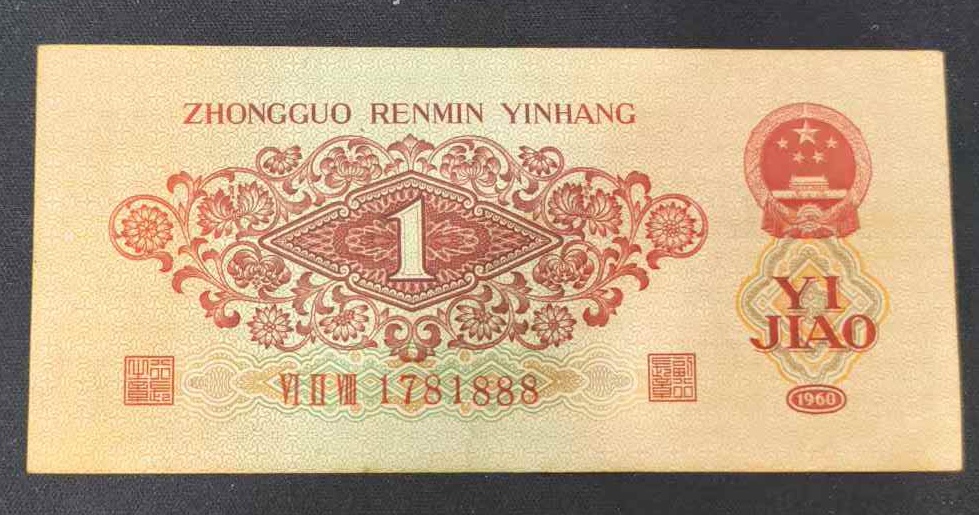 ZHONGGUO RENMIN YINHANG
1
YI
JIAO
VI II VIII 1781888
1960